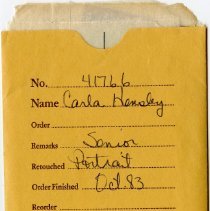 No. 41766
Name Carla Hensley
Order
Remarks Senior
Retouched Portrait
Order Finished Oct 83
Reorder